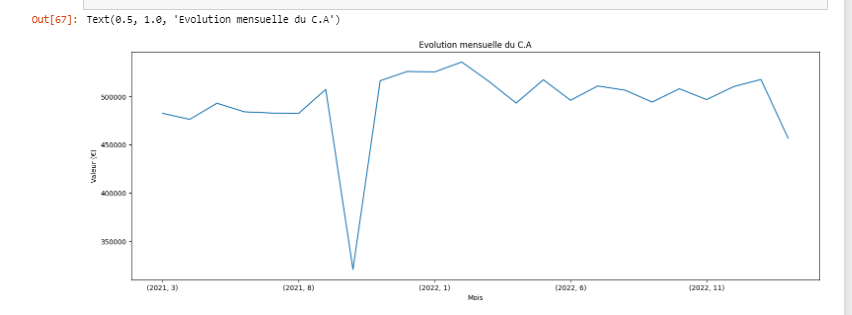 Out[67]: Text(0.5, 1.0, 'Evolution mensuelle du C.A')
Evolution mensuelle du C.A
500000
450000
400000
350000
Valeur (€)
(2021, 3) (2021, 8) (2022, 1) (2022, 6) (2022, 11)
Mois